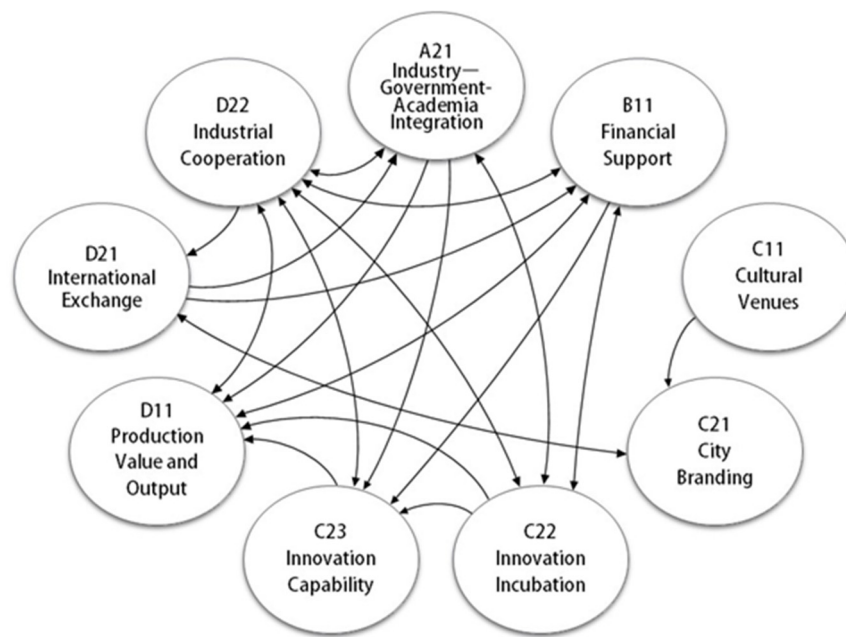 A21
Industry—
Government-
Academia
Integration
D22
Industrial
Cooperation
B11
Financial
Support
D21
International
Exchange
C11
Cultural
Venues
D11
Production
Value and
Output
C21
City
Branding
C23
Innovation
Capability
C22
Innovation
Incubation